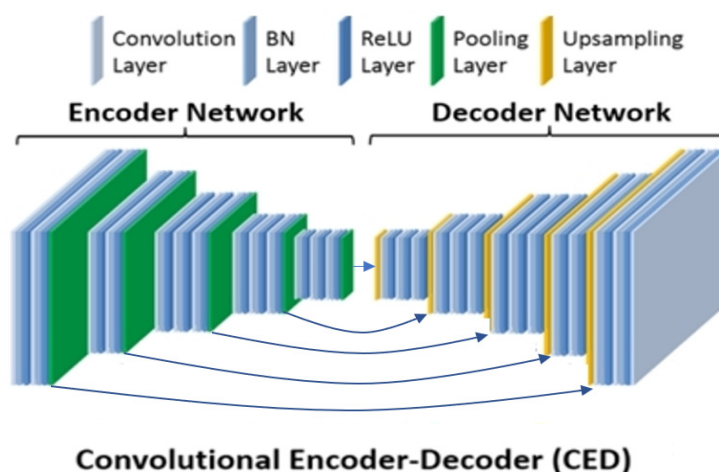 Convolution Layer
BN Layer
ReLU Layer
Pooling Layer
Upsampling Layer
Encoder Network
Decoder Network
Convolutional Encoder-Decoder (CED)